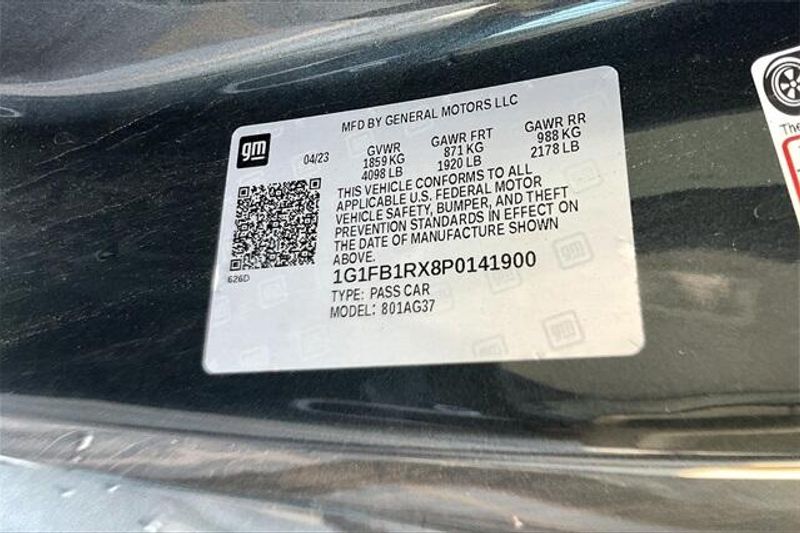 MFD BY GENERAL MOTORS LLC
gm
04/23
GVWR
1859 KG
4098 LB
GAWR FRT
871 KG
1920 LB
GAWR RR
988 KG
2178 LB
THIS VEHICLE CONFORMS TO ALL
APPLICABLE U.S. FEDERAL MOTOR
VEHICLE SAFETY, BUMPER, AND THEFT
PREVENTION STANDARDS IN EFFECT ON
THE DATE OF MANUFACTURE SHOWN
ABOVE.
626D
1G1FB1RX8P0141900
TYPE: PASS CAR
MODEL: 801AG37
The